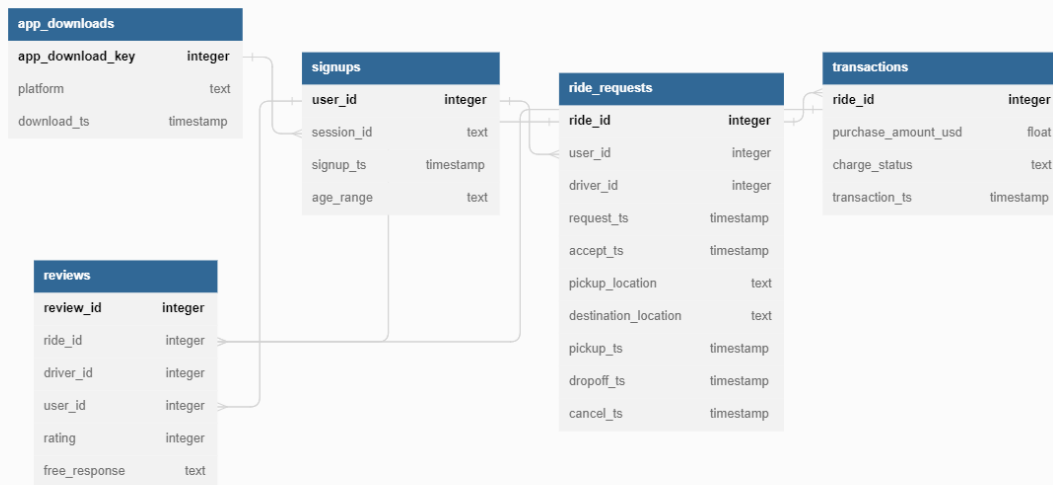 app_downloads
app_download_key integer
platform text
download_ts timestamp
signups
user_id integer
session_id text
signup_ts timestamp
age_range text
ride_requests
ride_id integer
user_id integer
driver_id integer
request_ts timestamp
accept_ts timestamp
pickup_location text
destination_location text
pickup_ts timestamp
dropoff_ts timestamp
cancel_ts timestamp
transactions
ride_id integer
purchase_amount_usd float
charge_status text
transaction_ts timestamp
reviews
review_id integer
ride_id integer
driver_id integer
user_id integer
rating integer
free_response text